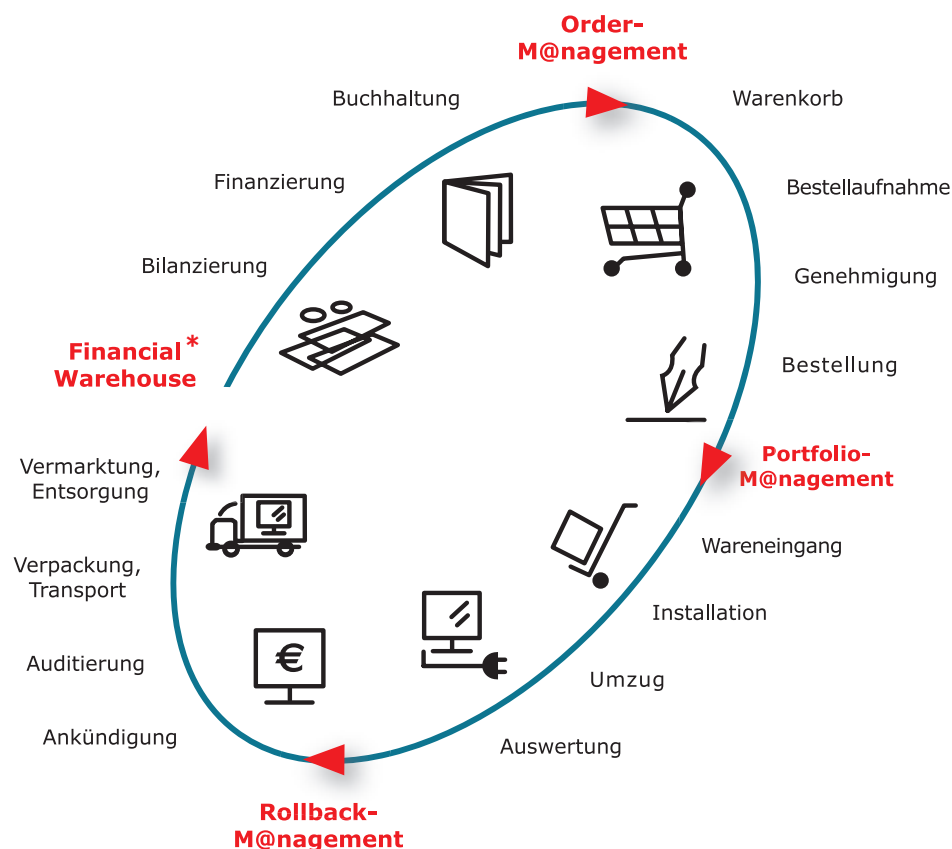 Order-
M@nagement
Buchhaltung
Warenkorb
Finanzierung
Bestellaufnahme
Bilanzierung
Genehmigung
Financial *
Warehouse
Bestellung
Vermarktung,
Entsorgung
Portfolio-
M@nagement
Wareneingang
Verpackung,
Transport
Installation
Auditierung
Umzug
Ankündigung
Auswertung
€
Rollback-
M@nagement